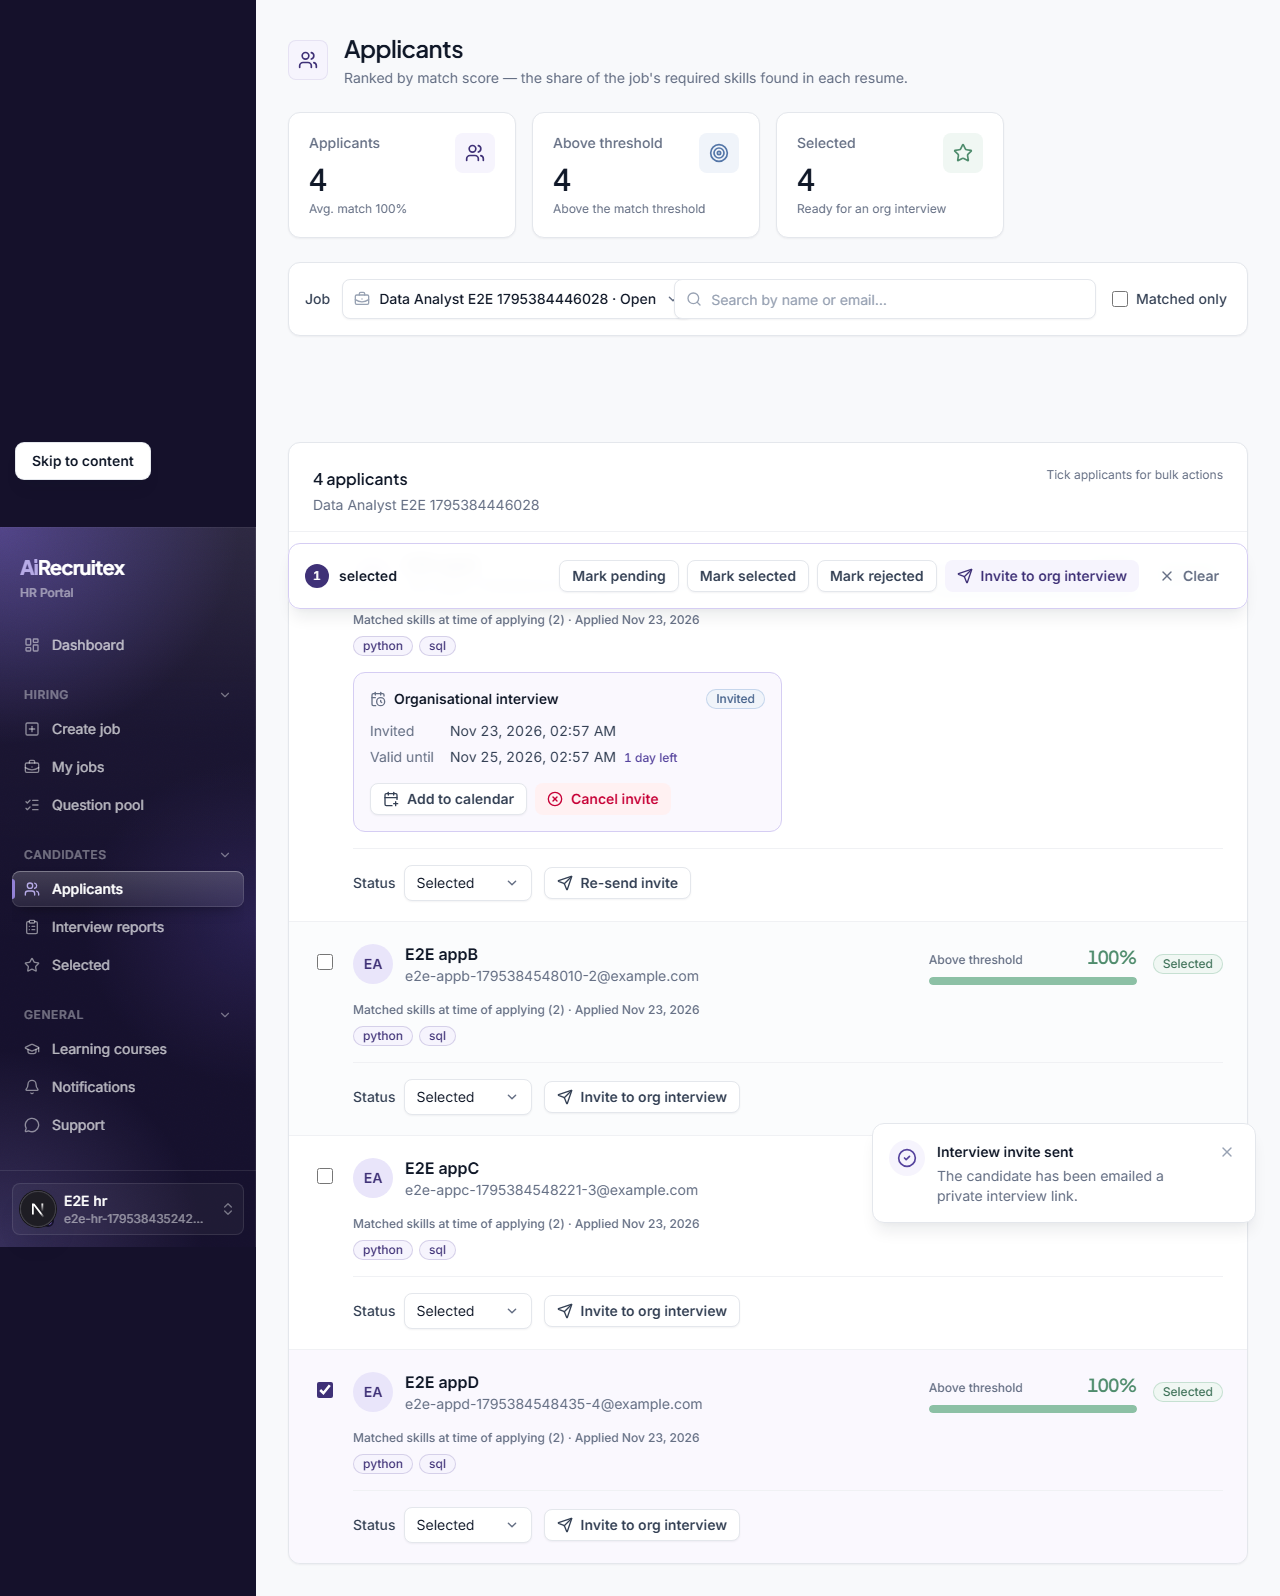 Skip to content
AiRecruitex
HR Portal
Dashboard
HIRING
Create job
My jobs
Question pool
CANDIDATES
Applicants
Interview reports
Selected
GENERAL
Learning courses
Notifications
Support
N
E2E hr
e2e-hr-179538435242...
Applicants
Ranked by match score — the share of the job's required skills found in each resume.
Applicants
4
Avg. match 100%
Above threshold
4
Above the match threshold
Selected
4
Ready for an org interview
Job
Data Analyst E2E 1795384446028 · Open
Search by name or email...
Matched only
4 applicants
Data Analyst E2E 1795384446028
Tick applicants for bulk actions
1 selected
Mark pending
Mark selected
Mark rejected
Invite to org interview
Clear
Matched skills at time of applying (2) · Applied Nov 23, 2026
python sql
Organisational interview
Invited
Invited Nov 23, 2026, 02:57 AM
Valid until Nov 25, 2026, 02:57 AM 1 day left
Add to calendar
Cancel invite
Status Selected Re-send invite
EA
E2E appB
e2e-appb-1795384548010-2@example.com
Above threshold 100% Selected
Matched skills at time of applying (2) · Applied Nov 23, 2026
python sql
Status Selected Invite to org interview
EA
E2E appC
e2e-appc-1795384548221-3@example.com
Matched skills at time of applying (2) · Applied Nov 23, 2026
python sql
Status Selected Invite to org interview
Interview invite sent
The candidate has been emailed a
private interview link.
EA
E2E appD
e2e-appd-1795384548435-4@example.com
Above threshold 100% Selected
Matched skills at time of applying (2) · Applied Nov 23, 2026
python sql
Status Selected Invite to org interview